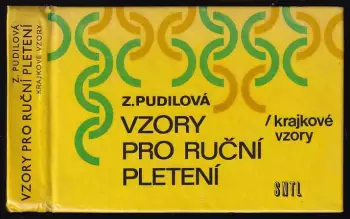 Z. PUDILOVÁ
KRAJKOVÉ VZORY
VZORY PRO RUČNÍ PLETENÍ
Z. PUDILOVÁ
VZORY
PRO RUČNÍ
PLETENÍ
/ krajkové
vzory
SNTL